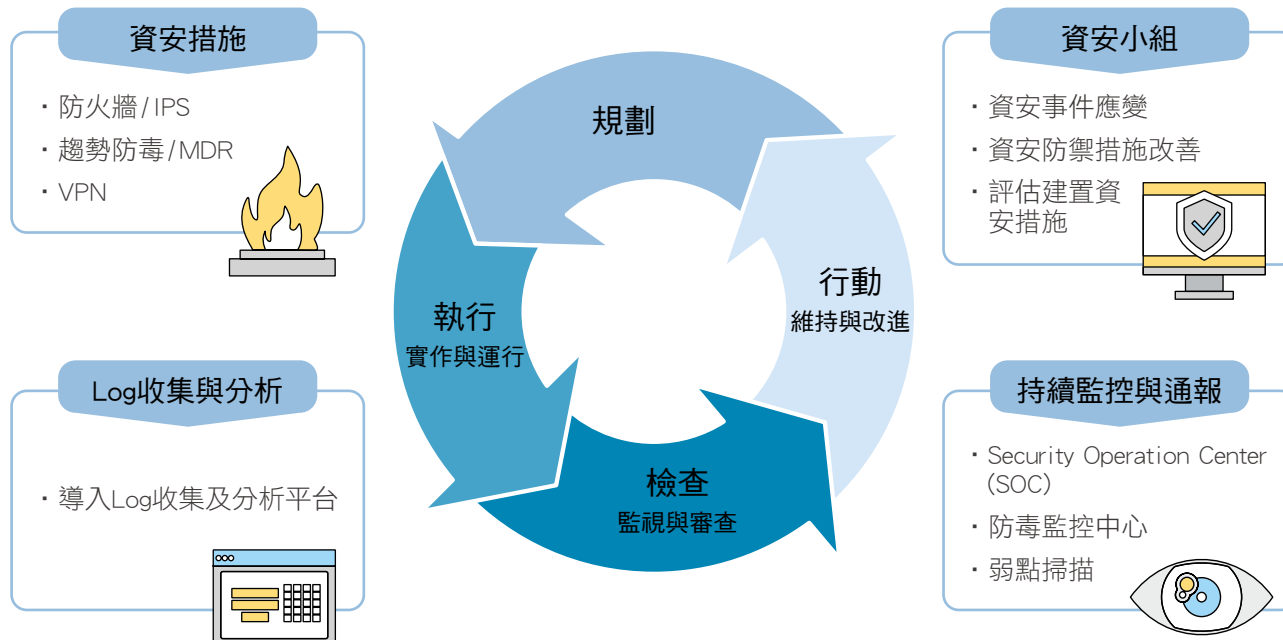 資安措施
・防火牆/IPS
・趨勢防毒/MDR
・VPN
規劃
執行
實作與運行
行動
維持與改進
檢查
監視與審查
資安小組
・資安事件應變
・資安防禦措施改善
・評估建置資
安措施
Log收集與分析
・導入Log收集及分析平台
持續監控與通報
・Security Operation Center
(SOC)
・防毒監控中心
・弱點掃描